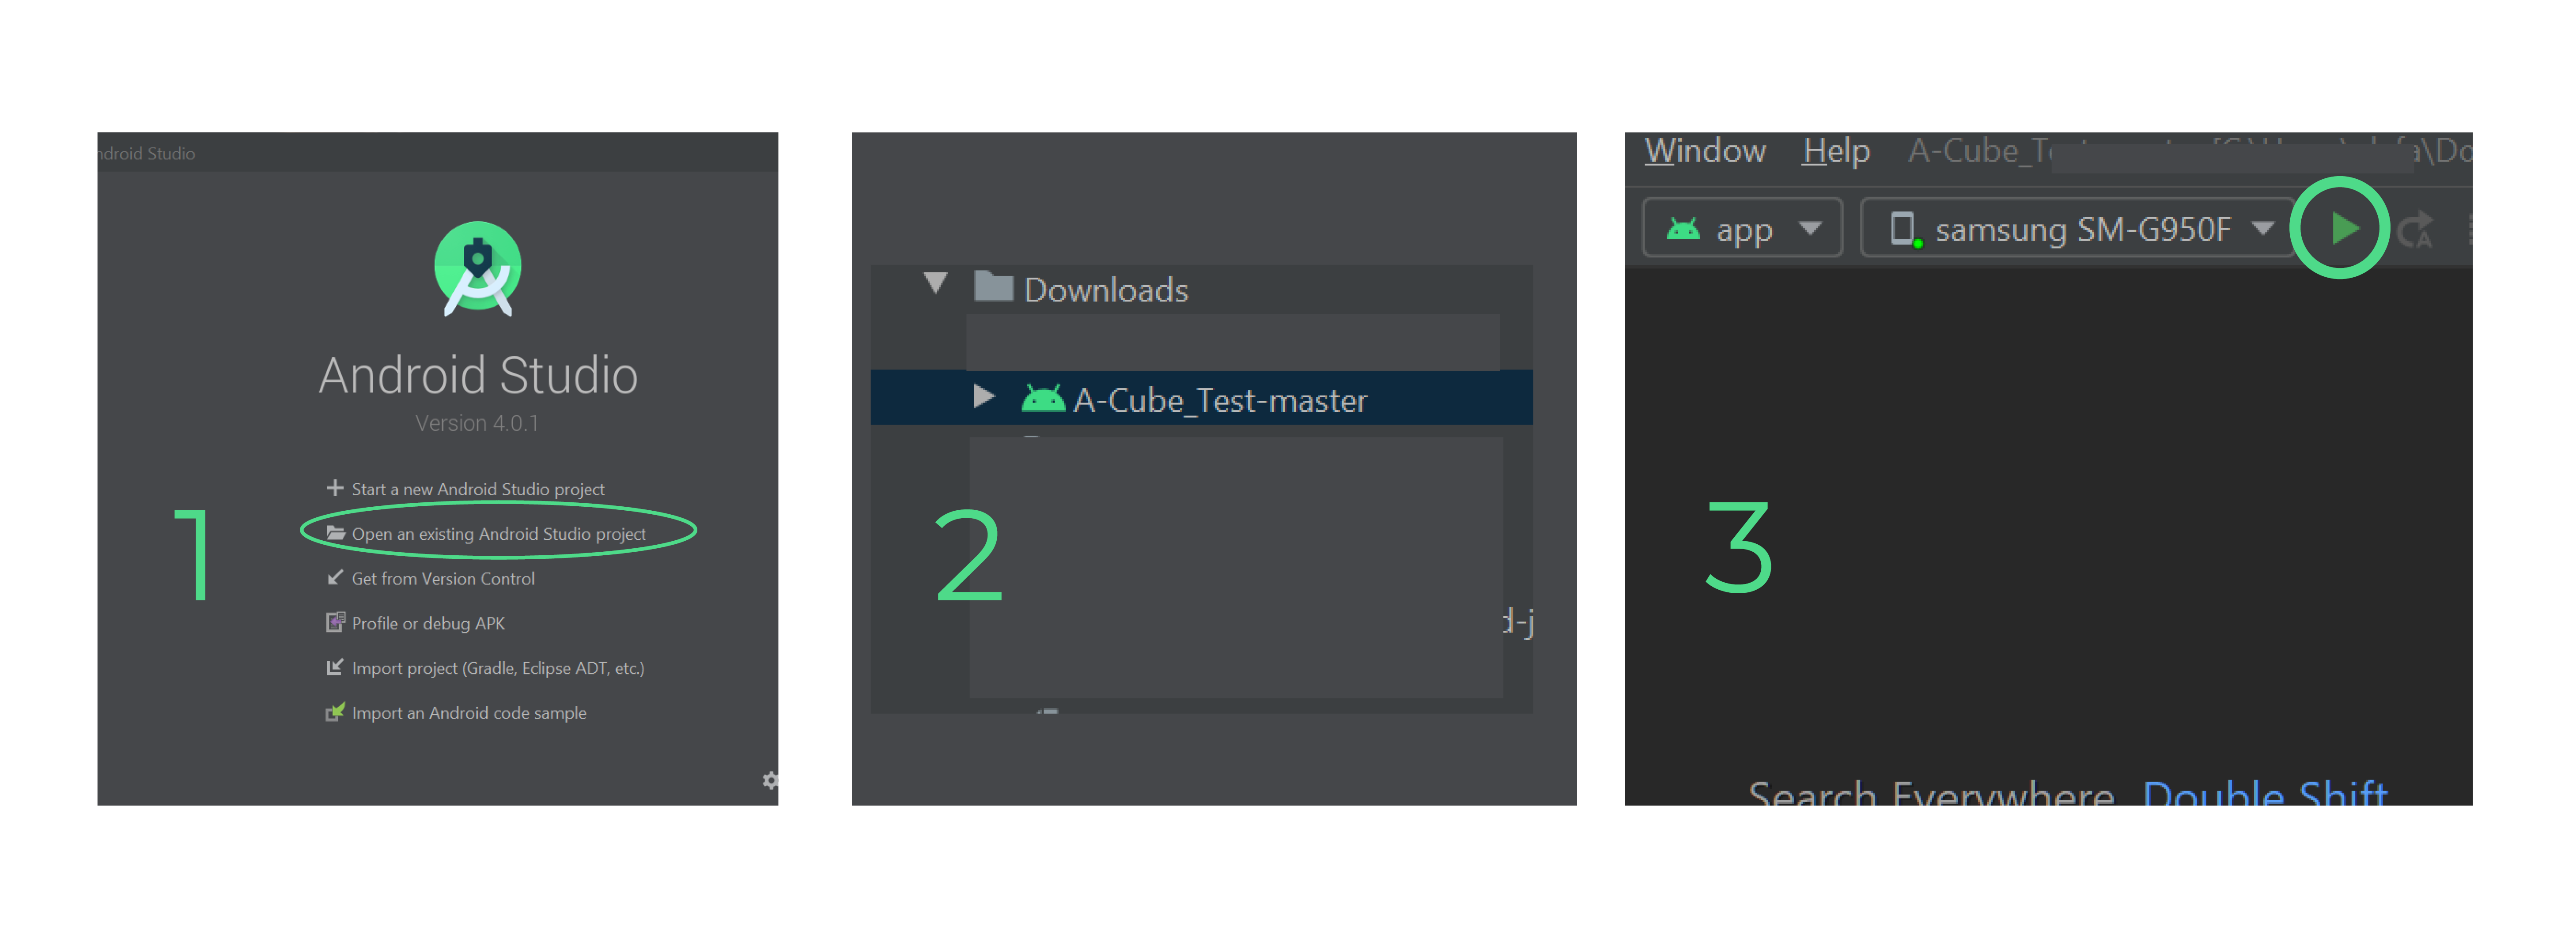 ndroid Studio
Android Studio
Version 4.0.1
Start a new Android Studio project
Open an existing Android Studio project
Get from Version Control
Profile or debug APK
Import project (Gradle, Eclipse ADT, etc.)
Import an Android code sample
1
Downloads
A-Cube_Test-master
d-j
2
Window Help A-Cube_T a\Do
app samsung SM-G950F
3
Search Everywhere Double Shift